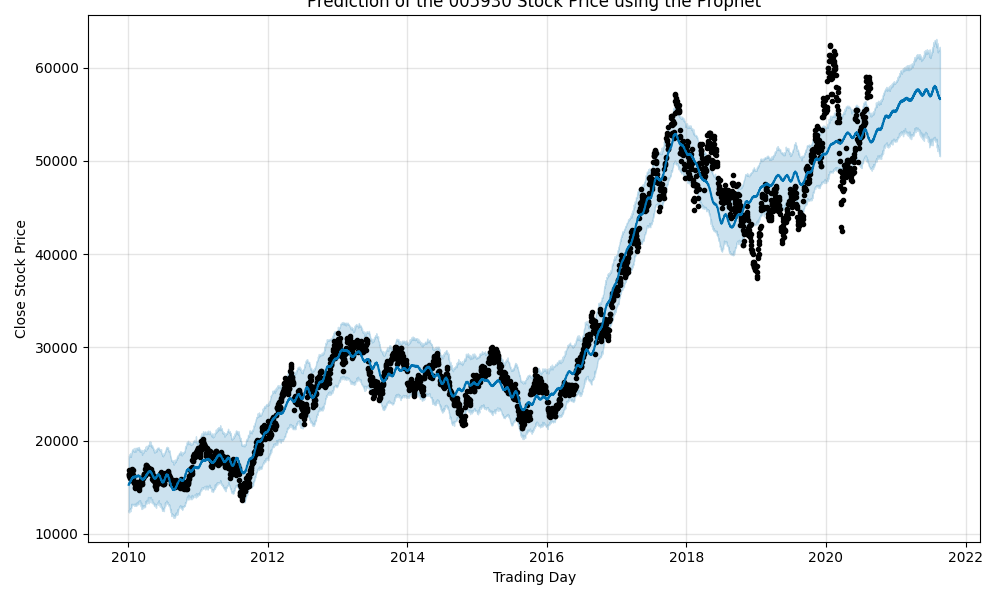 Prediction of the 005930 Stock Price using the Prophet
60000
50000
40000
30000
20000
10000
Close Stock Price
2010 2012 2014 2016 2018 2020 2022
Trading Day